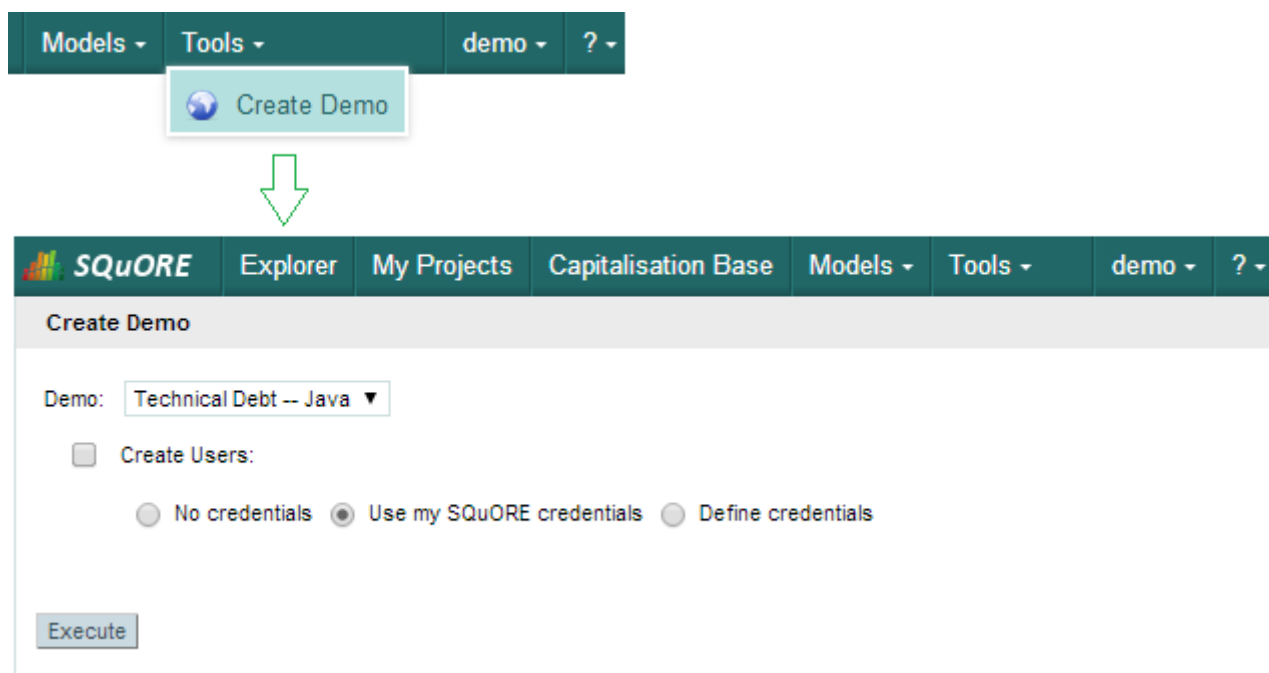 Models Tools demo ?
Create Demo
SQuORE Explorer My Projects Capitalisation Base Models Tools demo ?
Create Demo
Demo: Technical Debt -- Java
Create Users:
No credentials Use my SQuORE credentials Define credentials
Execute